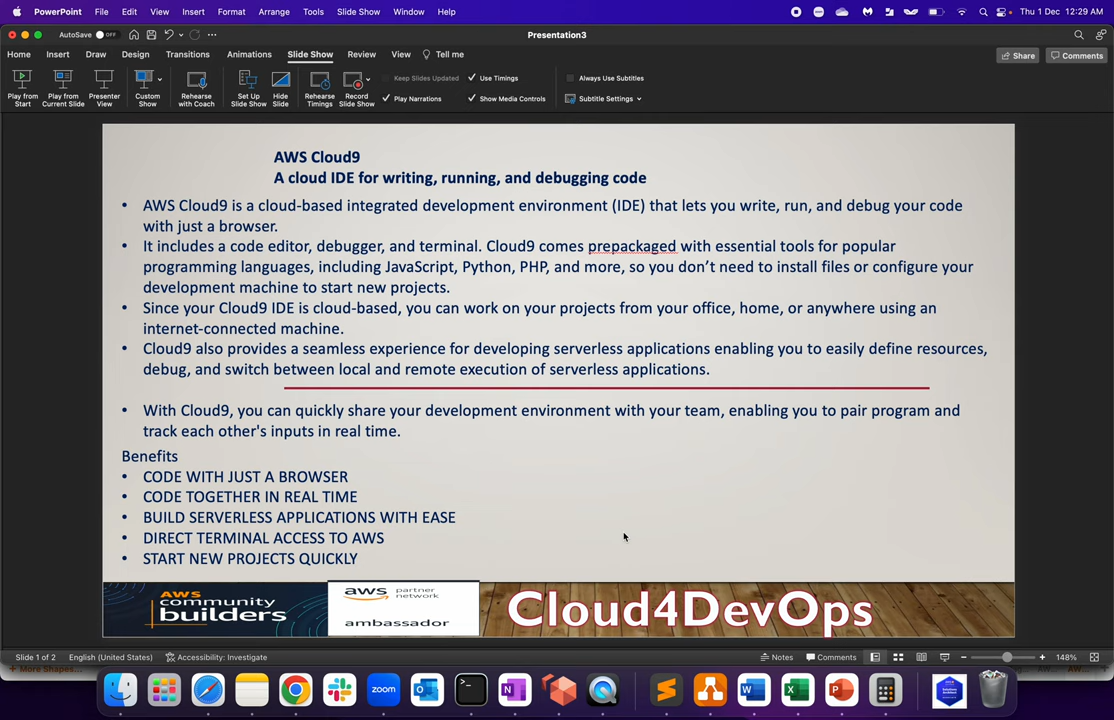 PowerPoint File Edit View Insert Format Arrange Tools Slide Show Window Help Thu 1 Dec 12:29 AM
AutoSave OFF Presentation3
Home Insert Draw Design Transitions Animations Slide Show Review View Tell me Share Comments
Play from Start
Play from Current Slide
Presenter View
Custom Show
Rehearse with Coach
Set Up Slide Show
Hide Slide
Rehearse Timings
Record Slide Show
Keep Slides Updated
Play Narrations
Use Timings
Show Media Controls
Always Use Subtitles
Subtitle Settings
AWS Cloud9
A cloud IDE for writing, running, and debugging code
• AWS Cloud9 is a cloud-based integrated development environment (IDE) that lets you write, run, and debug your code
with just a browser.
• It includes a code editor, debugger, and terminal. Cloud9 comes prepackaged with essential tools for popular
programming languages, including JavaScript, Python, PHP, and more, so you don’t need to install files or configure your
development machine to start new projects.
• Since your Cloud9 IDE is cloud-based, you can work on your projects from your office, home, or anywhere using an
internet-connected machine.
• Cloud9 also provides a seamless experience for developing serverless applications enabling you to easily define resources,
debug, and switch between local and remote execution of serverless applications.
• With Cloud9, you can quickly share your development environment with your team, enabling you to pair program and
track each other's inputs in real time.
Benefits
• CODE WITH JUST A BROWSER
• CODE TOGETHER IN REAL TIME
• BUILD SERVERLESS APPLICATIONS WITH EASE
• DIRECT TERMINAL ACCESS TO AWS
• START NEW PROJECTS QUICKLY
AWS
community
builders
aws partner
network
ambassador
Cloud4DevOps
Slide 1 of 2 English (United States) Accessibility: Investigate Notes Comments 148%
+ More Shapes...
zoom